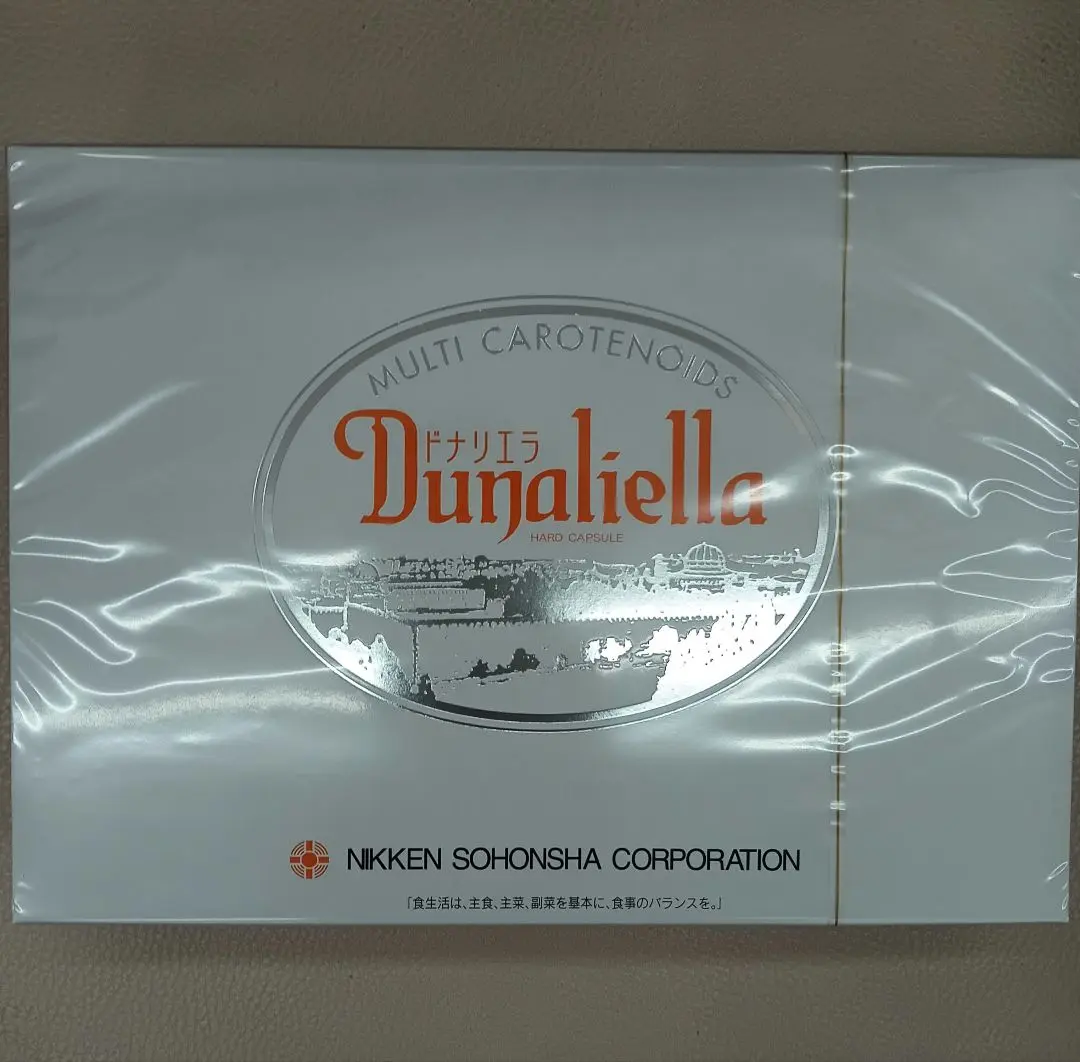 MULTI CAROTENOIDS
ドナリエラ
Dunaliella
HARD CAPSULE
NIKKEN SOHONSHA CORPORATION
「食生活は、主食、主菜、副菜を基本に、食事のバランスを。」